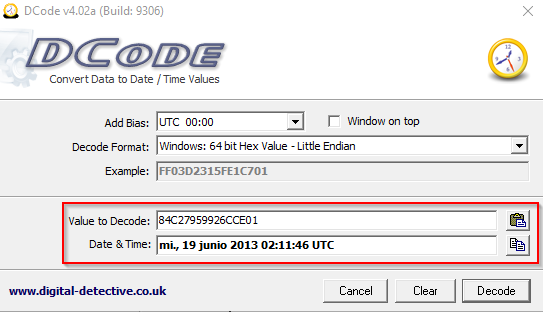 DCode v4.02a (Build: 9306)
DCODE
Convert Data to Date / Time Values
Add Bias: UTC 00:00 Window on top
Decode Format: Windows: 64 bit Hex Value - Little Endian
Example: FF03D2315FE1C701
Value to Decode: 84C27959926CCE01
Date & Time: mi., 19 junio 2013 02:11:46 UTC
www.digital-detective.co.uk Cancel Clear Decode